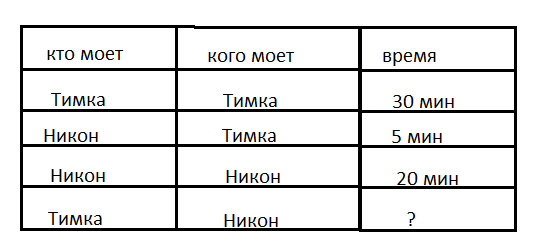 кто моет кого моет время
Тимка Тимка 30 мин
Никон Тимка 5 мин
Никон Никон 20 мин
Тимка Никон ?